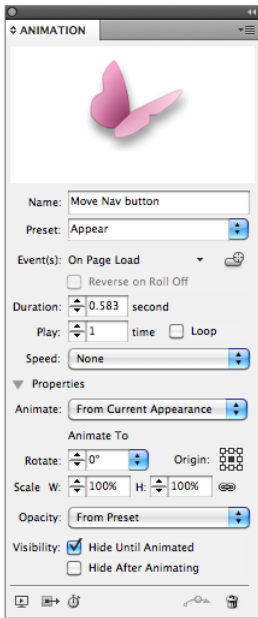 ANIMATION
Name: Move Nav button
Preset: Appear
Event(s): On Page Load
Reverse on Roll Off
Duration: 0.583 second
Play: 1 time Loop
Speed: None
Properties
Animate: From Current Appearance
Animate To
Rotate: 0° Origin:
Scale W: 100% H: 100%
Opacity: From Preset
Visibility: Hide Until Animated
Hide After Animating